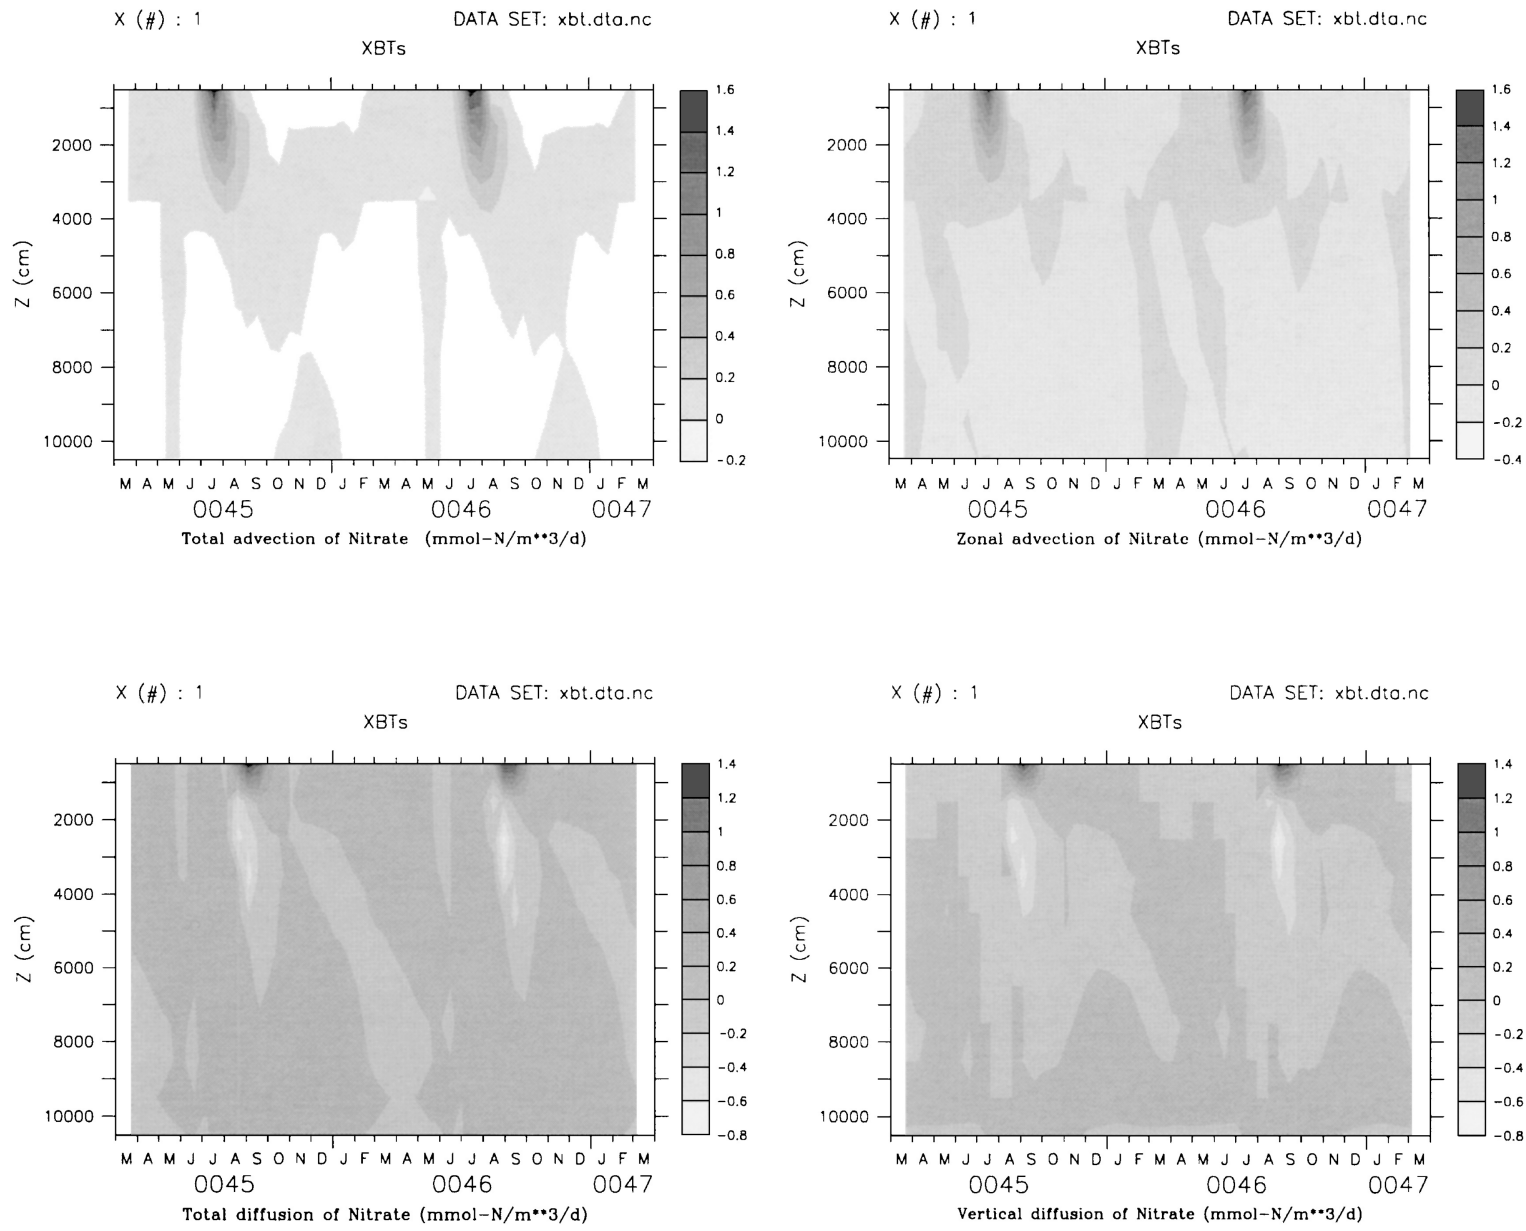 X (#) : 1 DATA SET: xbt.dta.nc
XBTs
1.6
1.4
1.2
1
0.8
0.6
0.4
0.2
0
-0.2
2000
4000
6000
8000
10000
Z (cm)
M A M J J A S O N D J F M A M J J A S O N D J F M
0045 0046 0047
Total advection of Nitrate (mmol-N/m**3/d)
X (#) : 1 DATA SET: xbt.dta.nc
XBTs
1.6
1.4
1.2
1
0.8
0.6
0.4
0.2
0
-0.2
-0.4
2000
4000
6000
8000
10000
Z (cm)
M A M J J A S O N D J F M A M J J A S O N D J F M
0045 0046 0047
Zonal advection of Nitrate (mmol-N/m**3/d)
X (#) : 1 DATA SET: xbt.dta.nc
XBTs
1.4
1.2
1
0.8
0.6
0.4
0.2
0
-0.2
-0.4
-0.6
-0.8
2000
4000
6000
8000
10000
Z (cm)
M A M J J A S O N D J F M A M J J A S O N D J F M
0045 0046 0047
Total diffusion of Nitrate (mmol-N/m**3/d)
X (#) : 1 DATA SET: xbt.dta.nc
XBTs
1.4
1.2
1
0.8
0.6
0.4
0.2
0
-0.2
-0.4
-0.6
-0.8
2000
4000
6000
8000
10000
Z (cm)
M A M J J A S O N D J F M A M J J A S O N D J F M
0045 0046 0047
Vertical diffusion of Nitrate (mmol-N/m**3/d)